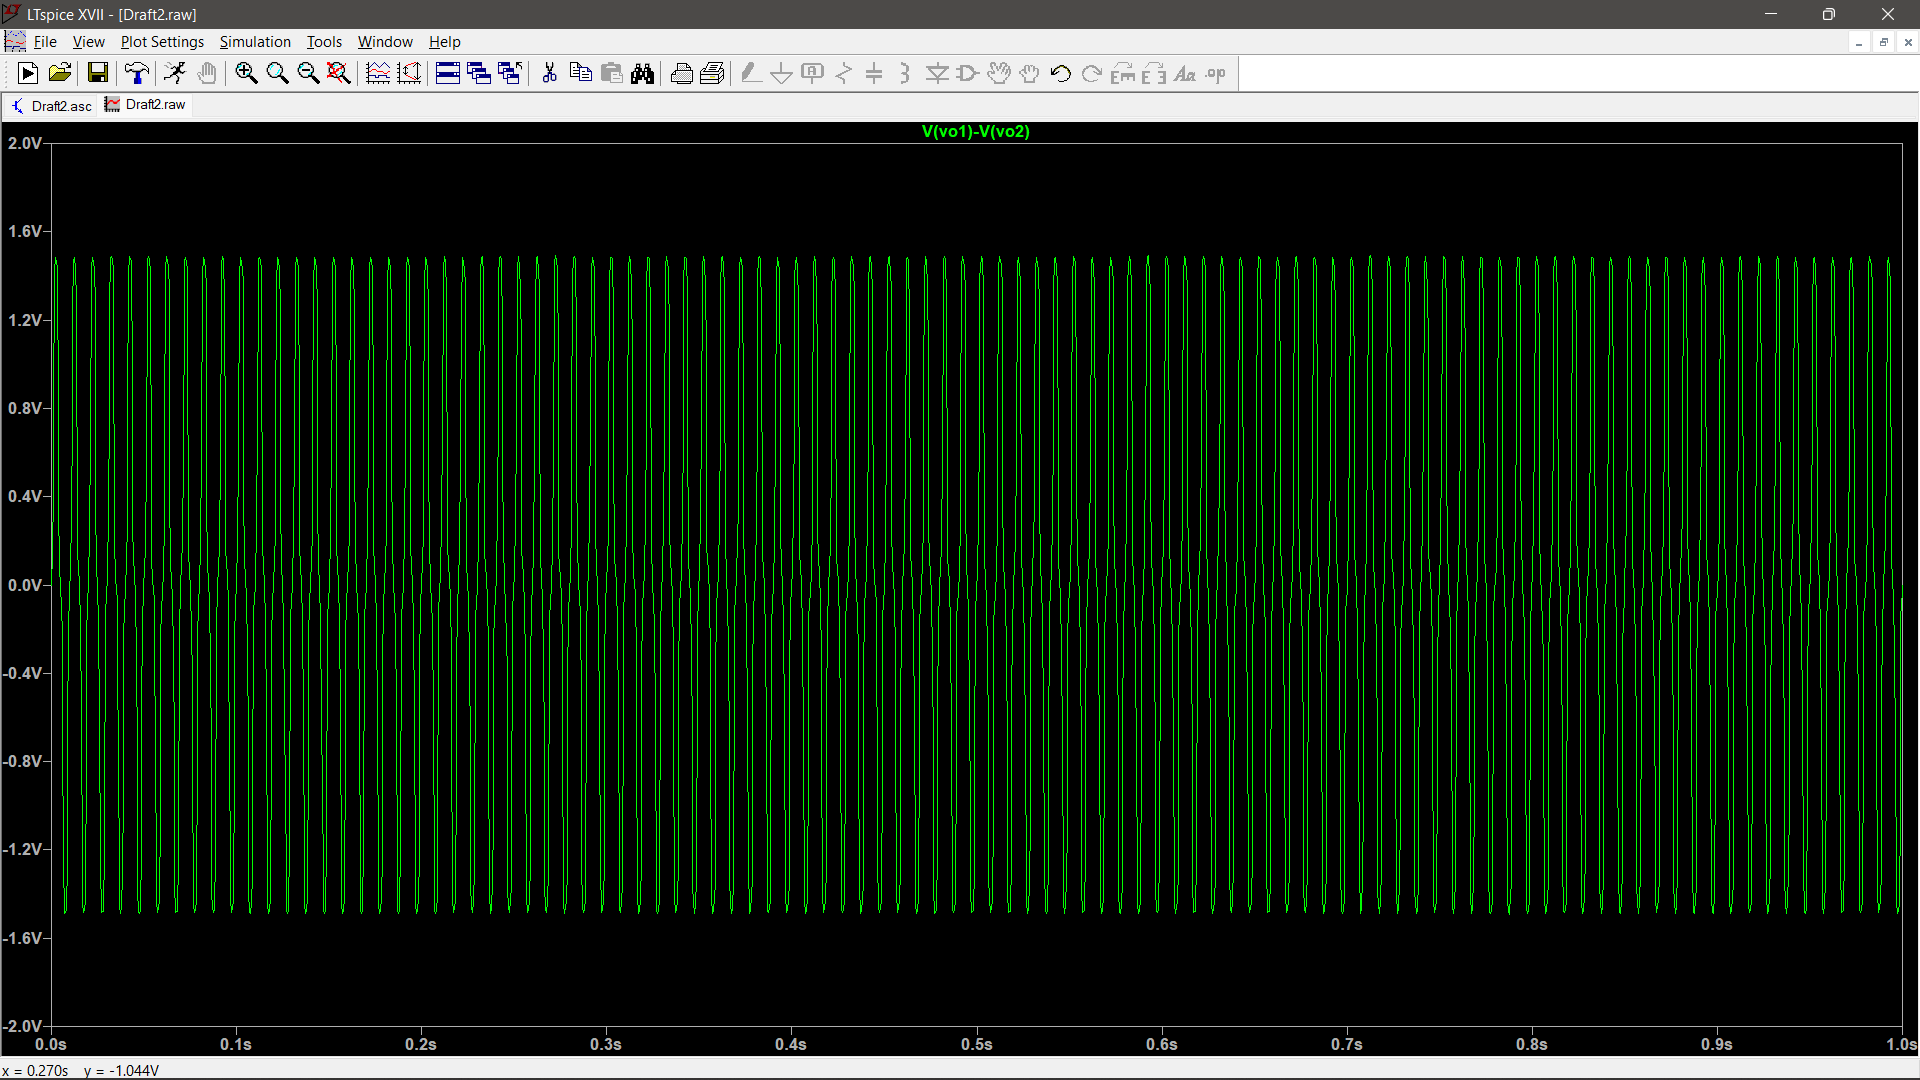 LTspice XVII - [Draft2.raw]
File View Plot Settings Simulation Tools Window Help
Draft2.asc Draft2.raw
V(vo1)-V(vo2)
2.0V
1.6V
1.2V
0.8V
0.4V
0.0V
-0.4V
-0.8V
-1.2V
-1.6V
-2.0V
0.0s 0.1s 0.2s 0.3s 0.4s 0.5s 0.6s 0.7s 0.8s 0.9s 1.0s
x = 0.270s y = -1.044V